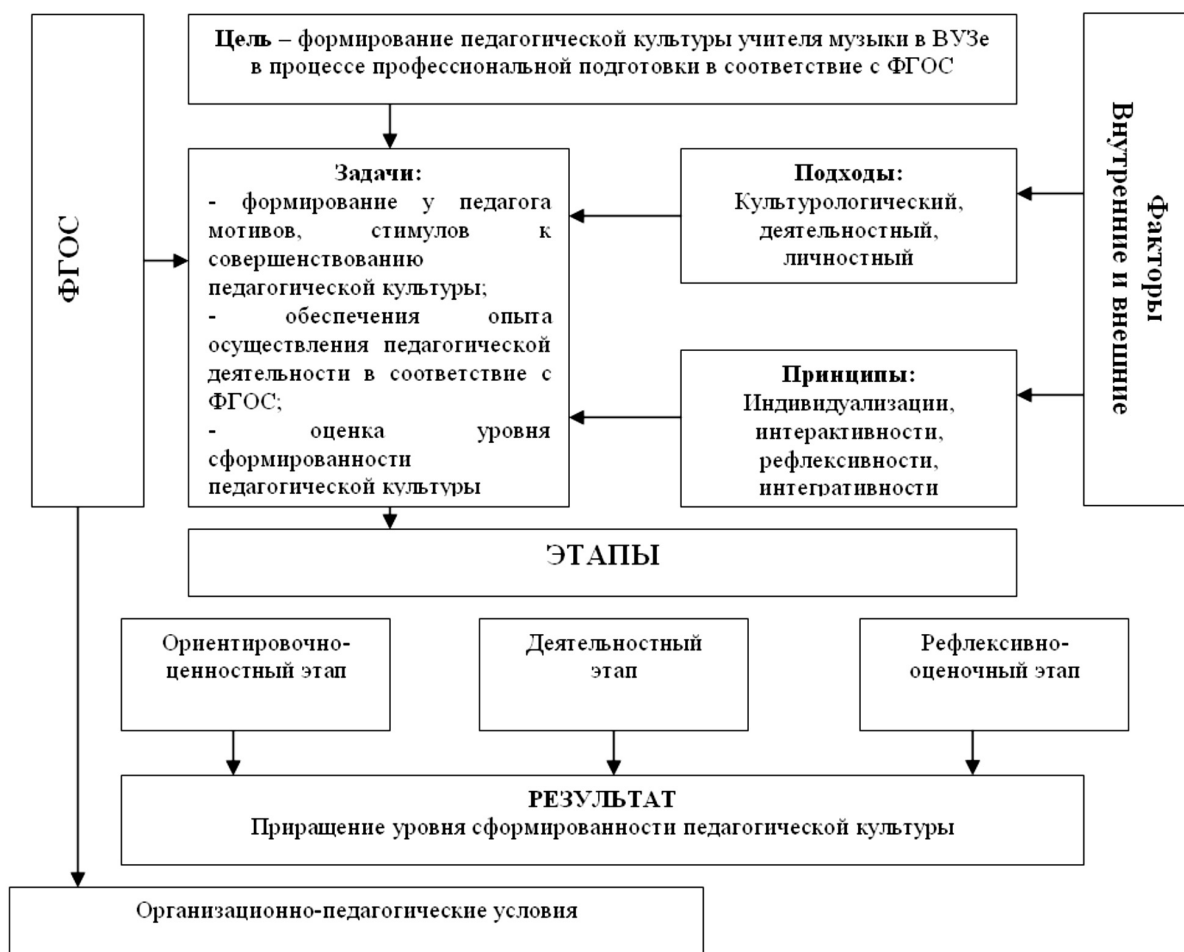 Цель – формирование педагогической культуры учителя музыки в ВУЗе
в процессе профессиональной подготовки в соответствие с ФГОС
ФГОС
Задачи:
- формирование у педагога
мотивов, стимулов к
совершенствованию
педагогической культуры;
- обеспечения опыта
осуществления педагогической
деятельности в соответствие с
ФГОС;
- оценка уровня
сформированности
педагогической культуры
Подходы:
Культурологический,
деятельностный,
личностный
Принципы:
Индивидуализации,
интерактивности,
рефлексивности,
интегративности
Факторы
Внутренние и внешние
ЭТАПЫ
Ориентировочно-
ценностный этап
Деятельностный
этап
Рефлексивно-
оценочный этап
РЕЗУЛЬТАТ
Приращение уровня сформированности педагогической культуры
Организационно-педагогические условия